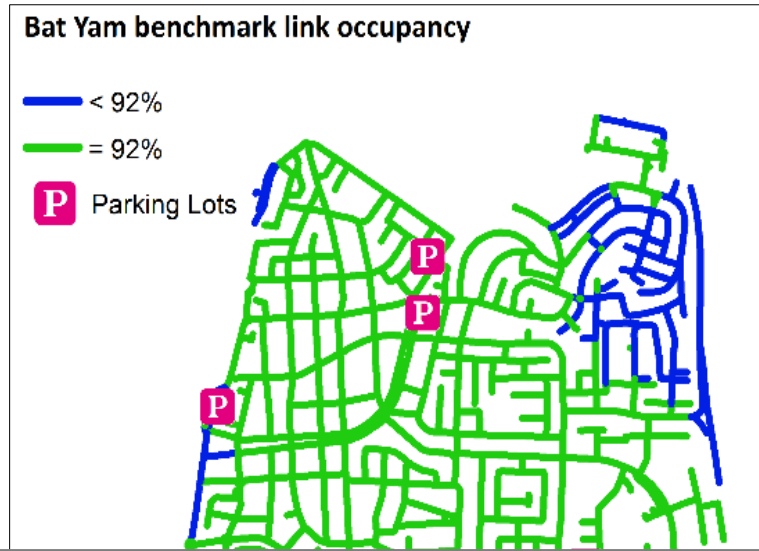 Bat Yam benchmark link occupancy
< 92%
= 92%
P Parking Lots
P
P
P